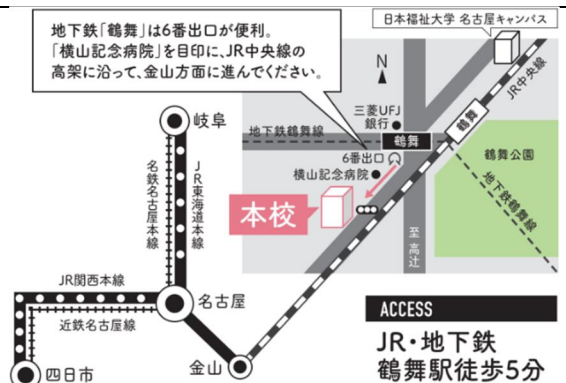 日本福祉大学 名古屋キャンパス
地下鉄「鶴舞」は6番出口が便利。
「横山記念病院」を目印に、JR中央線の
高架に沿って、金山方面に進んでください。
N
JR中央線
三菱UFJ
銀行
鶴舞
地下鉄鶴舞線
鶴舞
6番出口
横山記念病院
鶴舞公園
地下鉄鶴舞線
本校
至 高辻
岐阜
名鉄名古屋本線
JR東海道本線
JR関西本線
名古屋
近鉄名古屋線
金山
四日市
ACCESS
JR・地下鉄
鶴舞駅徒歩5分